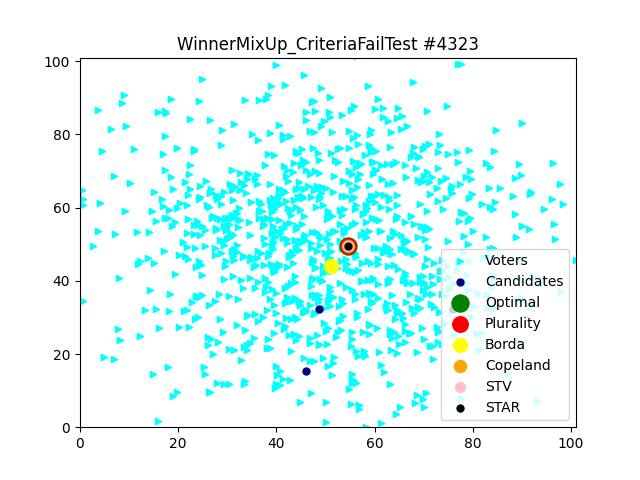 WinnerMixUp_CriteriaFailTest #4323
100
80
60
40
20
0
0
20
40
60
80
100
Voters
Candidates
Optimal
Plurality
Borda
Copeland
STV
STAR